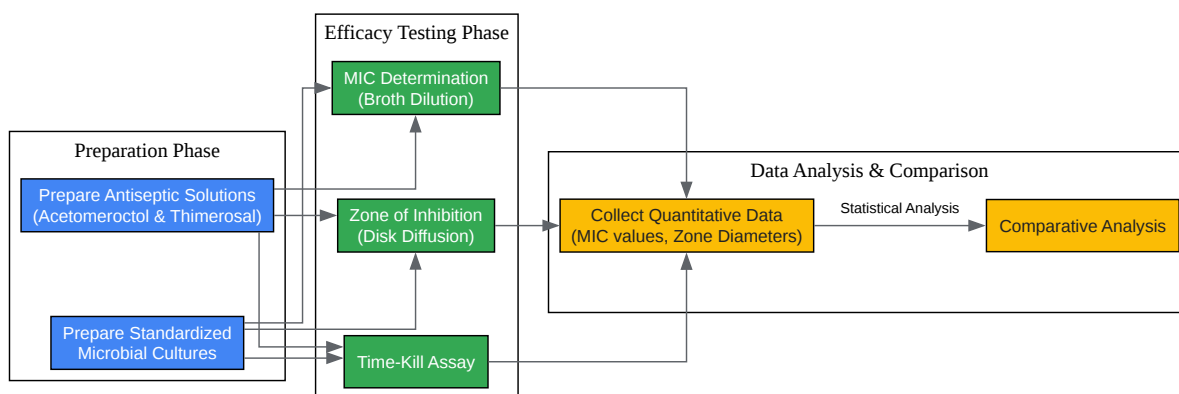 Preparation Phase
Prepare Antiseptic Solutions
(Acetomeroctol & Thimerosal)
Prepare Standardized
Microbial Cultures
Efficacy Testing Phase
MIC Determination
(Broth Dilution)
Zone of Inhibition
(Disk Diffusion)
Time-Kill Assay
Data Analysis & Comparison
Collect Quantitative Data
(MIC values, Zone Diameters)
Statistical Analysis
Comparative Analysis